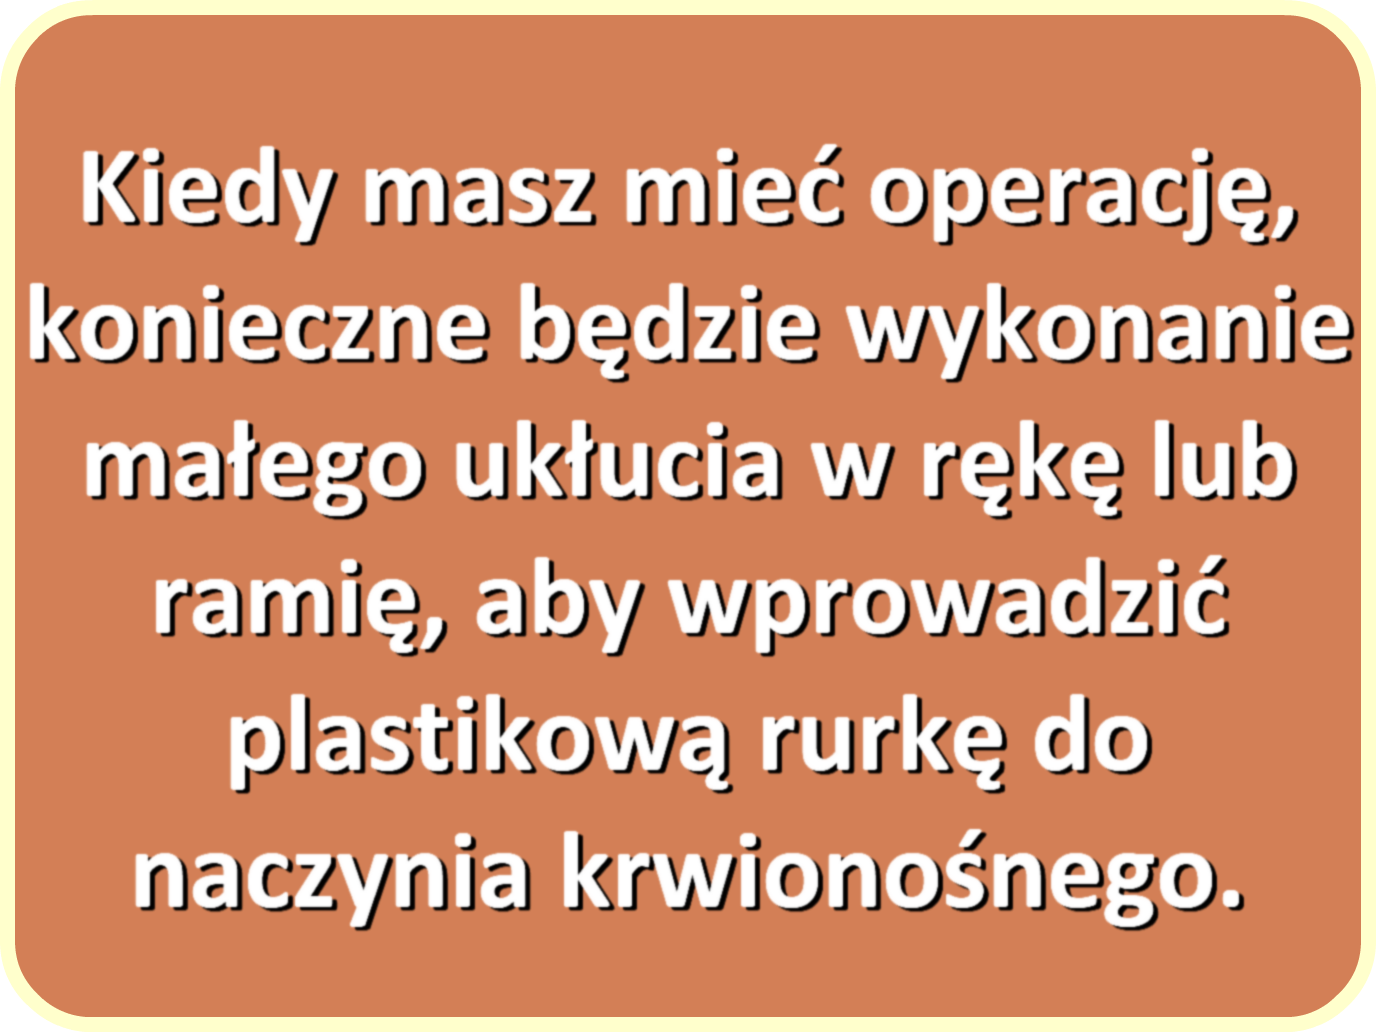 Kiedy masz mieć operację,
konieczne będzie wykonanie
małego ukłucia w rękę lub
ramię, aby wprowadzić
plastikową rurkę do
naczynia krwionośnego.